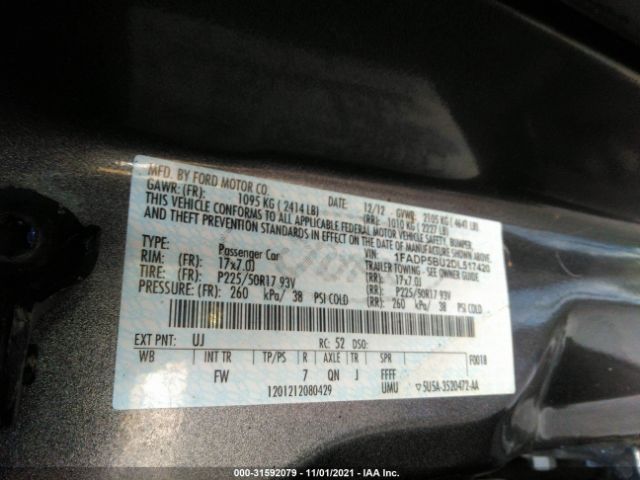 MFD. BY FORD MOTOR CO.
DATE: 12/12 GVWR: 2105 KG ( 4641 LB)
GAWR: (FR): 1095 KG ( 2414 LB) (RR): 1010 KG ( 2227 LB)
THIS VEHICLE CONFORMS TO ALL APPLICABLE FEDERAL MOTOR VEHICLE SAFETY, BUMPER,
AND THEFT PREVENTION STANDARDS IN EFFECT ON THE DATE OF MANUFACTURE SHOWN ABOVE.
VIN: 1FADP5BU3DL517420
TYPE: Passenger Car TRAILER TOWING - SEE OWNER GUIDE
RIM: (FR) 17x7.0J (RR): 17x7.0J
TIRE: (FR) P225/50R17 93V (RR): P225/50R17 93V
PRESSURE: (FR) 260 kPa/ 38 PSI COLD (RR): 260 kPa/ 38 PSI COLD
EXT PNT: UJ RC: 52 DSO: F0018
WB INT TR TP/PS R AXLE TR SPR
FW 7 QN J FFFF
1201212080429 UMU ▽5U5A-3520472-AA
000-31592079 - 11/01/2021 - IAA Inc.